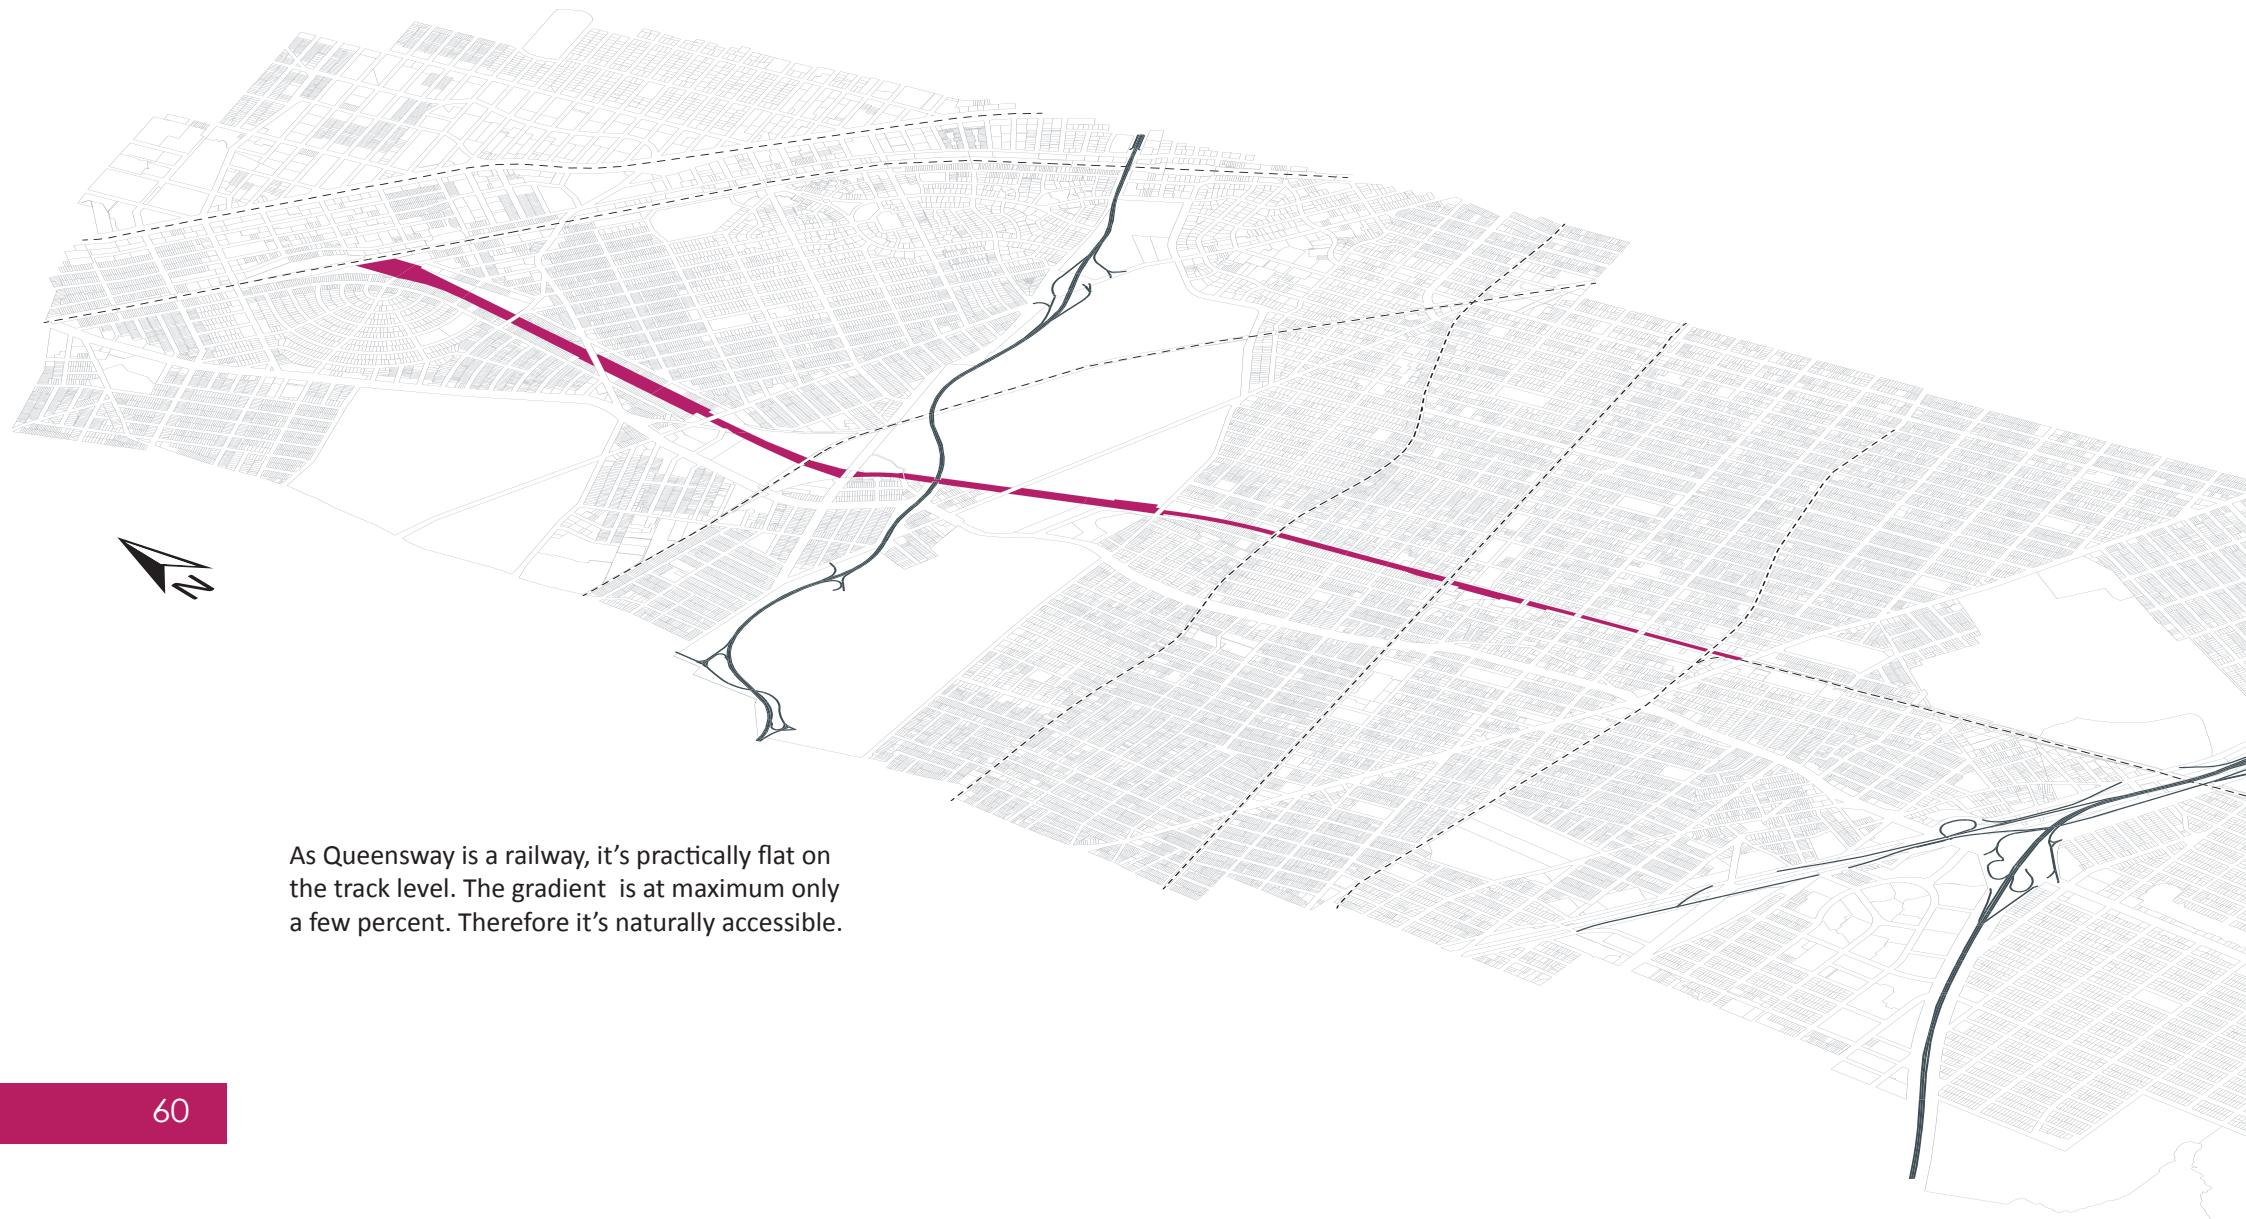 N
As Queensway is a railway, it’s practically flat on
the track level. The gradient  is at maximum only
a few percent. Therefore it’s naturally accessible.
60